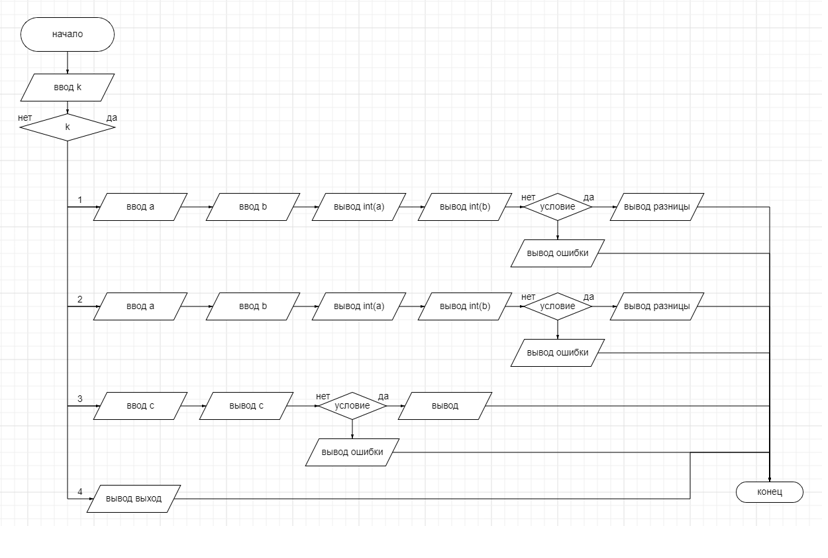 начало
ввод k
нет
да
k
1
ввод a
ввод b
вывод int(a)
вывод int(b)
нет
условие
да
вывод разницы
вывод ошибки
2
ввод a
ввод b
вывод int(a)
вывод int(b)
нет
условие
да
вывод разницы
вывод ошибки
3
ввод с
вывод с
нет
условие
да
вывод
вывод ошибки
4
вывод выход
конец